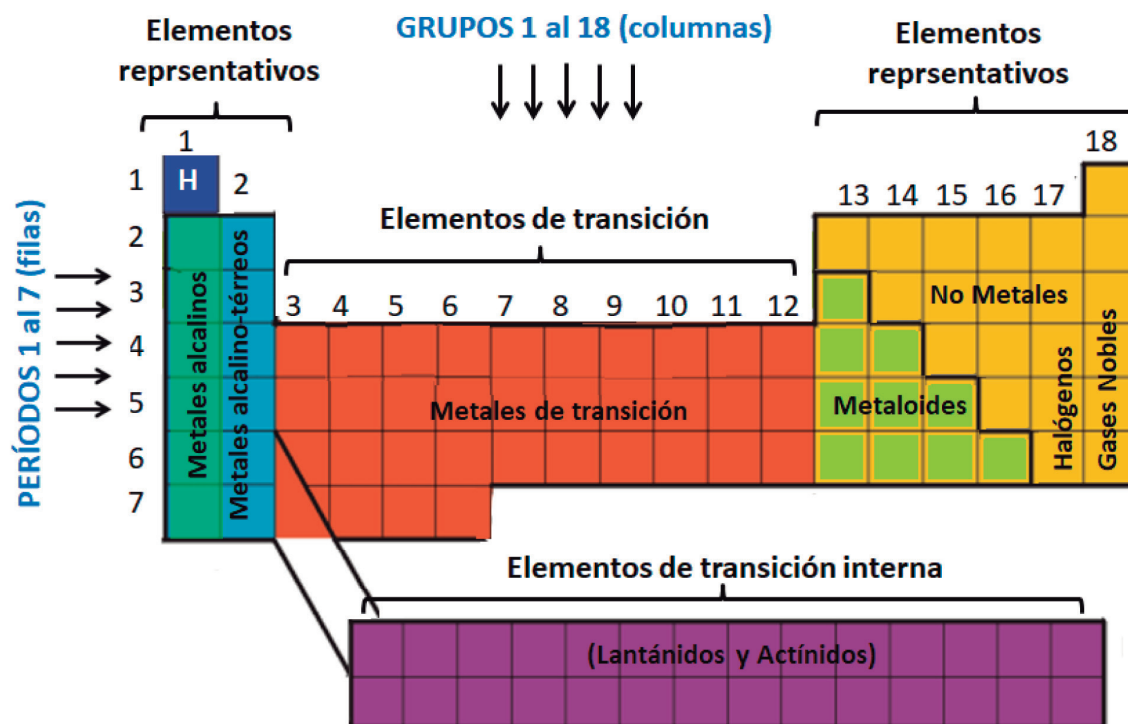 Elementos
reprsentativos
GRUPOS 1 al 18 (columnas)
Elementos
reprsentativos
1
18
1
H
2
13 14 15 16 17
2
Elementos de transición
PERÍODOS 1 al 7 (filas)
3
3 4 5 6 7 8 9 10 11 12
No Metales
Metales alcalinos
Metales alcalino-térreos
4
5
Metales de transición
Metaloides
Halógenos
Gases Nobles
6
7
Elementos de transición interna
(Lantánidos y Actínidos)